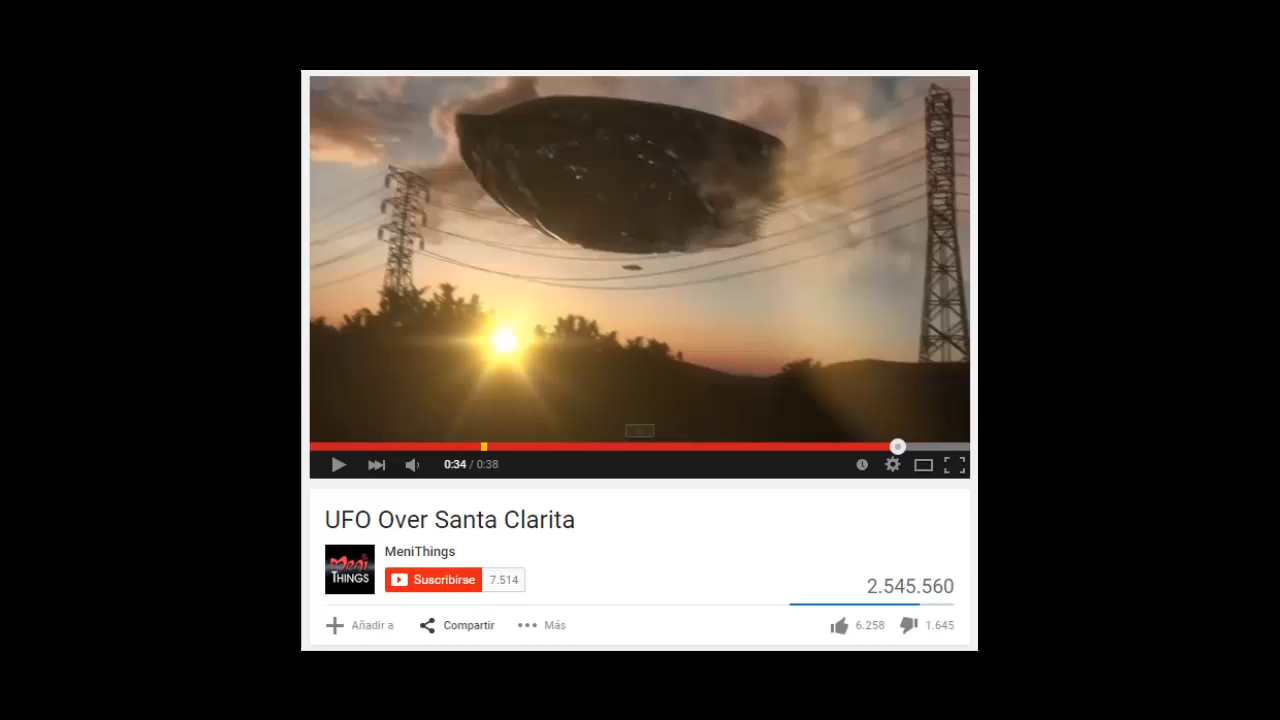 0:34 / 0:38
UFO Over Santa Clarita
Meni
THINGS
MeniThings
Suscribirse 7.514
2.545.560
Añadir a Compartir Más 6.258 1.645